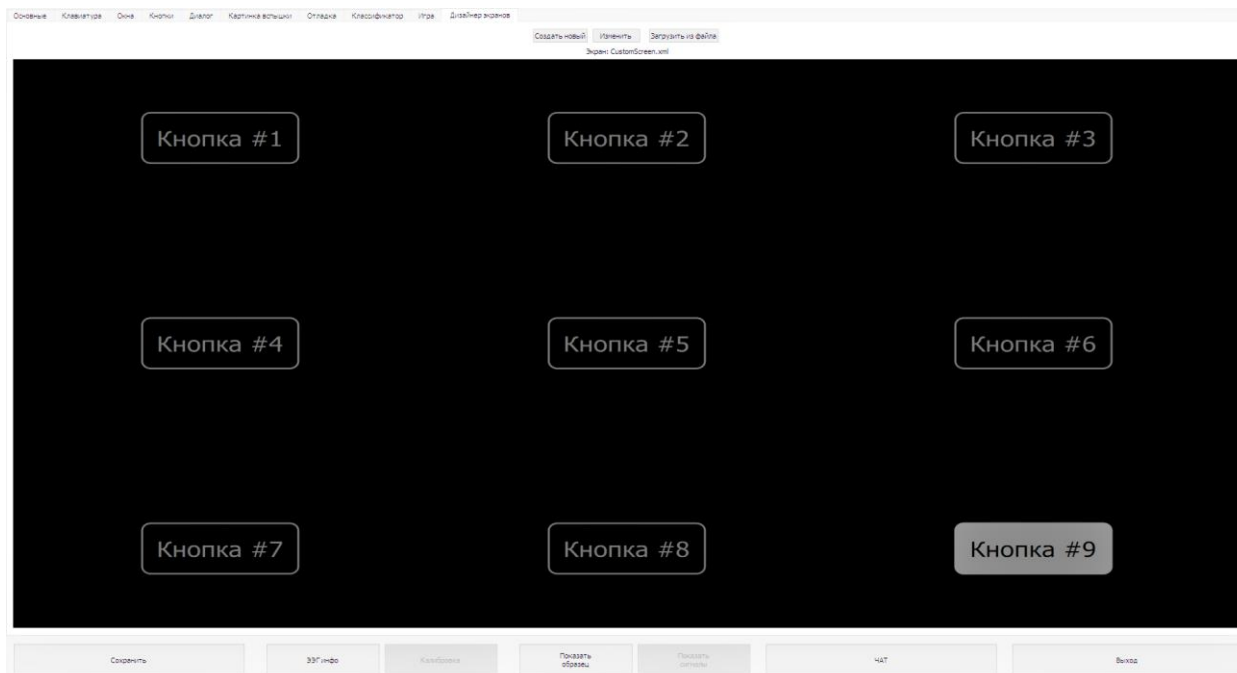 Основные Клавиатура Окна Кнопки Диалог Картинка вспышки Отладка Классификатор Игра Дизайнер экранов
Создать новый Изменить Загрузить из файла
Экран: CustomScreen.xml
Кнопка #1 Кнопка #2 Кнопка #3
Кнопка #4 Кнопка #5 Кнопка #6
Кнопка #7 Кнопка #8 Кнопка #9
Сохранить ЭЭГ инфо Калибровка Показать образец Показать сигналы ЧАТ Выход